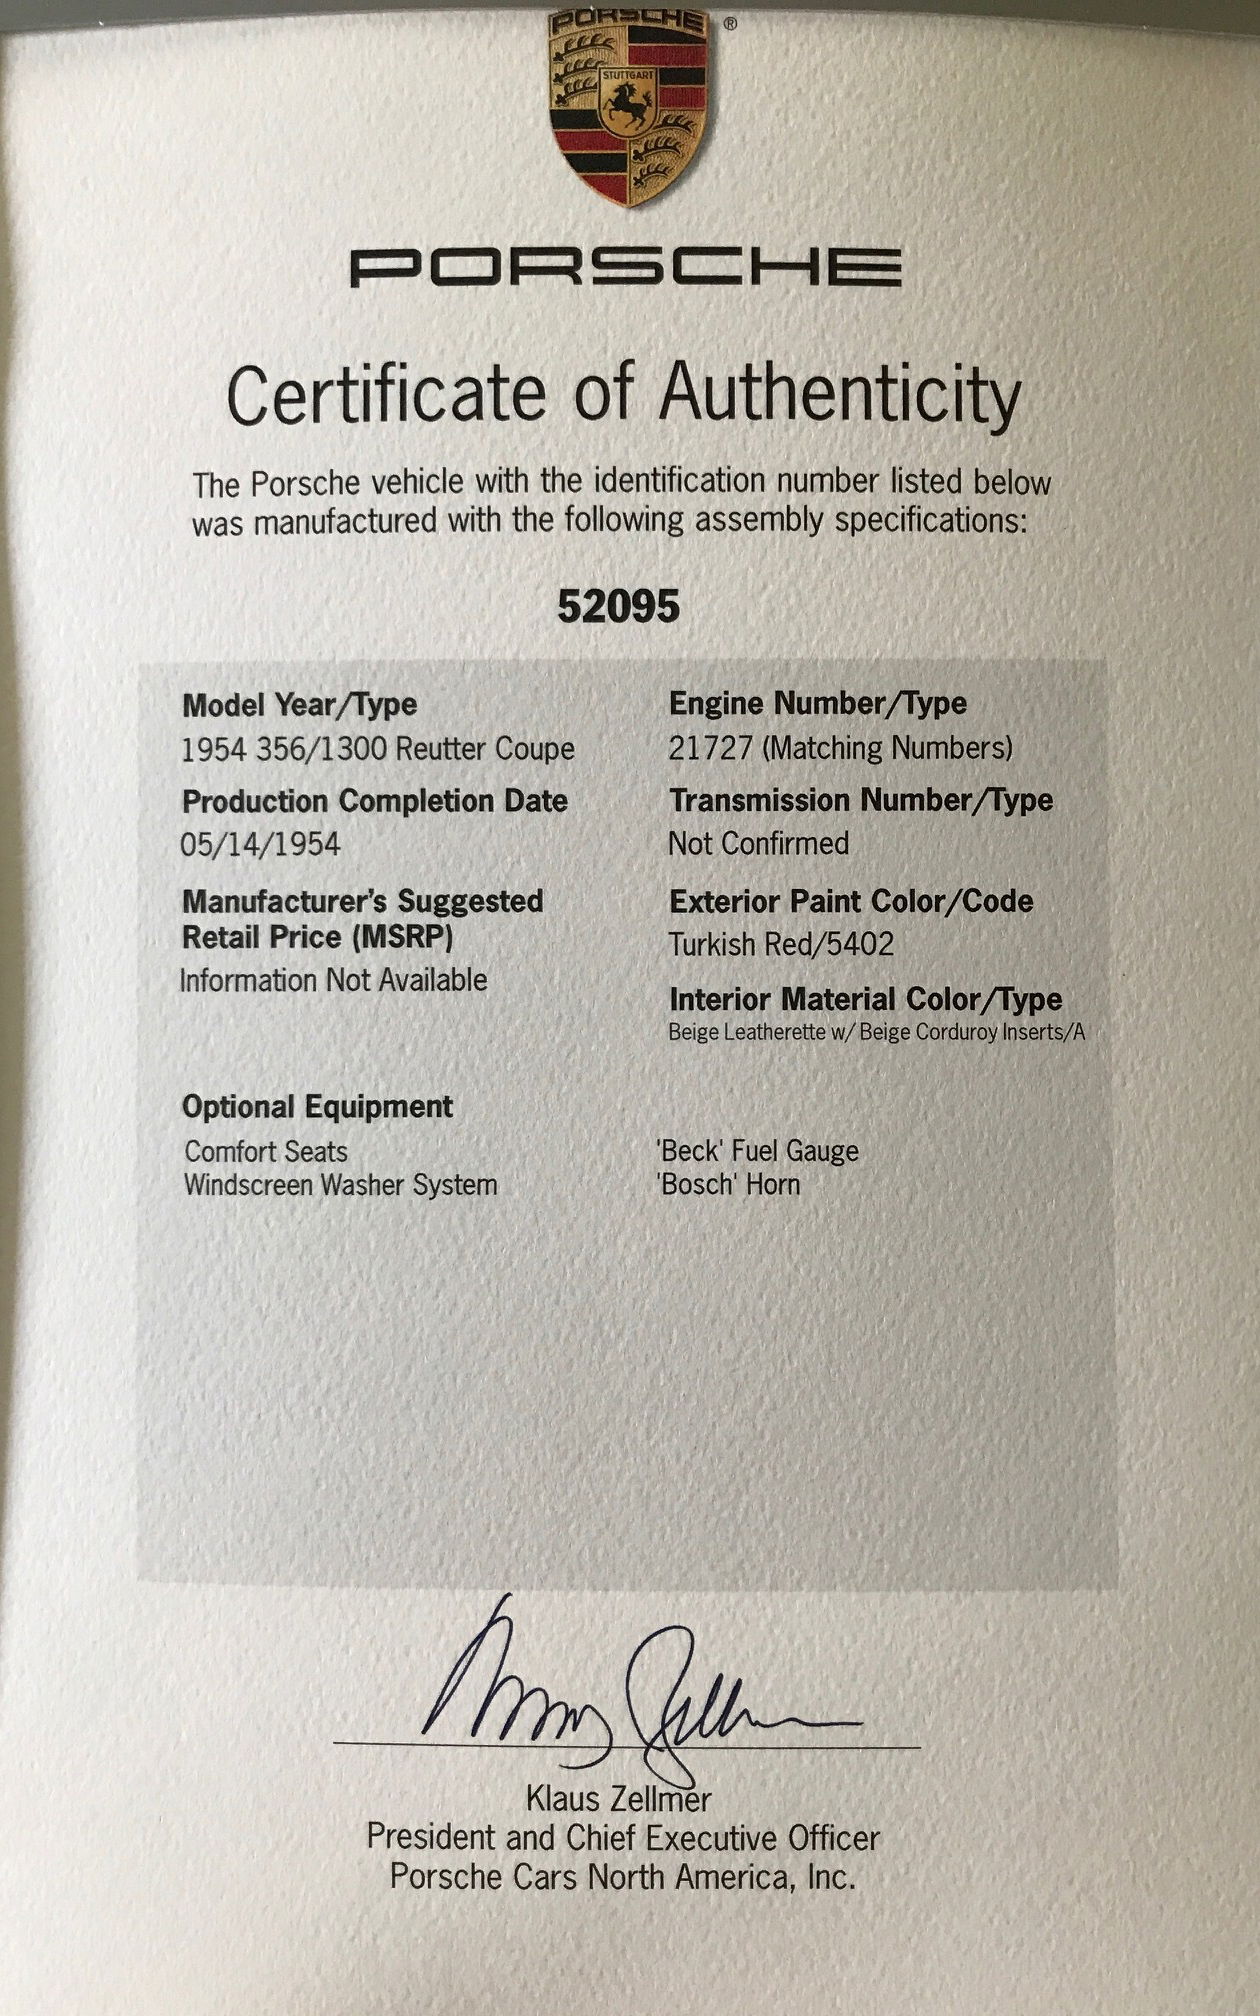 PORSCHE ®
STUTTGART
PORSCHE
Certificate of Authenticity
The Porsche vehicle with the identification number listed below
was manufactured with the following assembly specifications:
52095
Model Year/Type
1954 356/1300 Reutter Coupe
Production Completion Date
05/14/1954
Manufacturer's Suggested
Retail Price (MSRP)
Information Not Available
Engine Number/Type
21727 (Matching Numbers)
Transmission Number/Type
Not Confirmed
Exterior Paint Color/Code
Turkish Red/5402
Interior Material Color/Type
Beige Leatherette w/ Beige Corduroy Inserts/A
Optional Equipment
Comfort Seats
Windscreen Washer System
'Beck' Fuel Gauge
'Bosch' Horn
Klaus Zellmer
President and Chief Executive Officer
Porsche Cars North America, Inc.